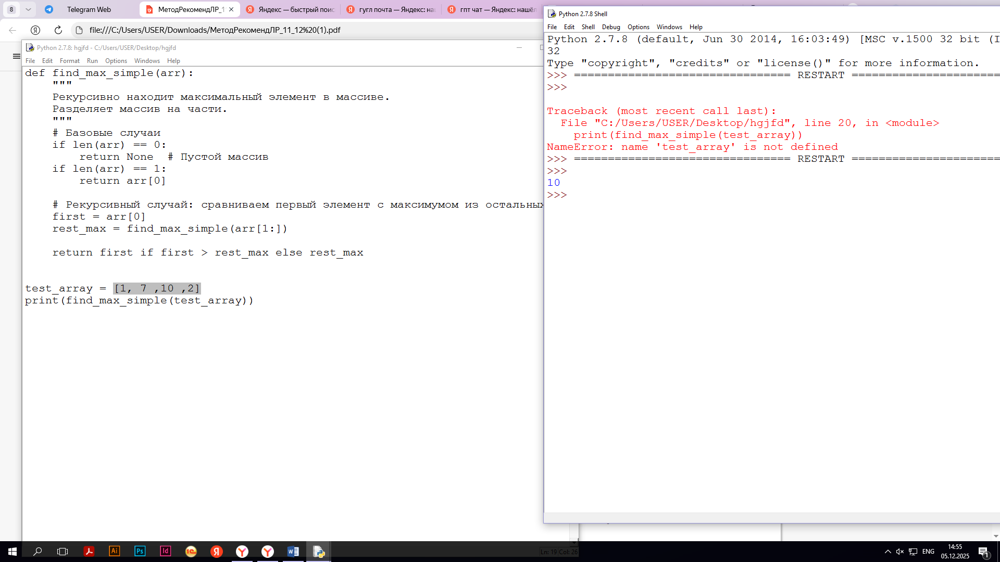 8
Telegram Web
МетодРекомендЛР_1
Яндекс — быстрый поис
гугл почта — Яндекс: на
гпт чат — Яндекс: нашёл
file:///C:/Users/USER/Downloads/МетодРекомендЛР_11_12%20(1).pdf
Python 2.7.8: hgjfd - C:/Users/USER/Desktop/hgjfd
File Edit Format Run Options Windows Help
def find_max_simple(arr):
"""
Рекурсивно находит максимальный элемент в массиве.
Разделяет массив на части.
"""
# Базовые случаи
if len(arr) == 0:
return None # Пустой массив
if len(arr) == 1:
return arr[0]
# Рекурсивный случай: сравниваем первый элемент с максимумом из остальных
first = arr[0]
rest_max = find_max_simple(arr[1:])
return first if first > rest_max else rest_max
test_array = [1, 7 ,10 ,2]
print(find_max_simple(test_array))
Ln: 19 Col: 26
Python 2.7.8 Shell
File Edit Shell Debug Options Windows Help
Python 2.7.8 (default, Jun 30 2014, 16:03:49) [MSC v.1500 32 bit (I
32
Type "copyright", "credits" or "license()" for more information.
>>> ================================ RESTART ======================
>>>
Traceback (most recent call last):
File "C:/Users/USER/Desktop/hgjfd", line 20, in <module>
print(find_max_simple(test_array))
NameError: name 'test_array' is not defined
>>> ================================ RESTART ======================
>>>
10
>>>
Ai
Ps
Id
ENG
14:55
05.12.2025
1